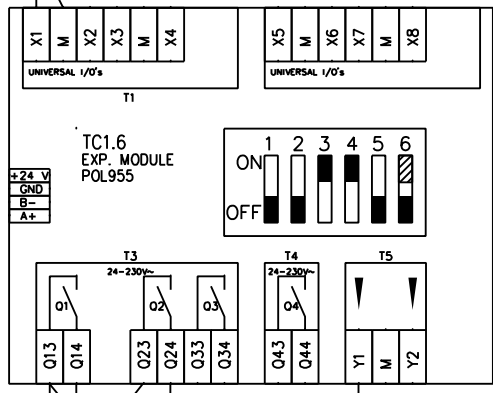 X1 M X2 X3 M X4 X5 M X6 X7 M X8
UNIVERSAL I/O's UNIVERSAL I/O's
T1
TC1.6
EXP. MODULE
POL955
1 2 3 4 5 6
ON
OFF
+24 V
GND
B-
A+
T3 T4 T5
24-230V~ 24-230V~
Q1 Q2 Q3 Q4
Q13 Q14 Q23 Q24 Q33 Q34 Q43 Q44 Y1 M Y2